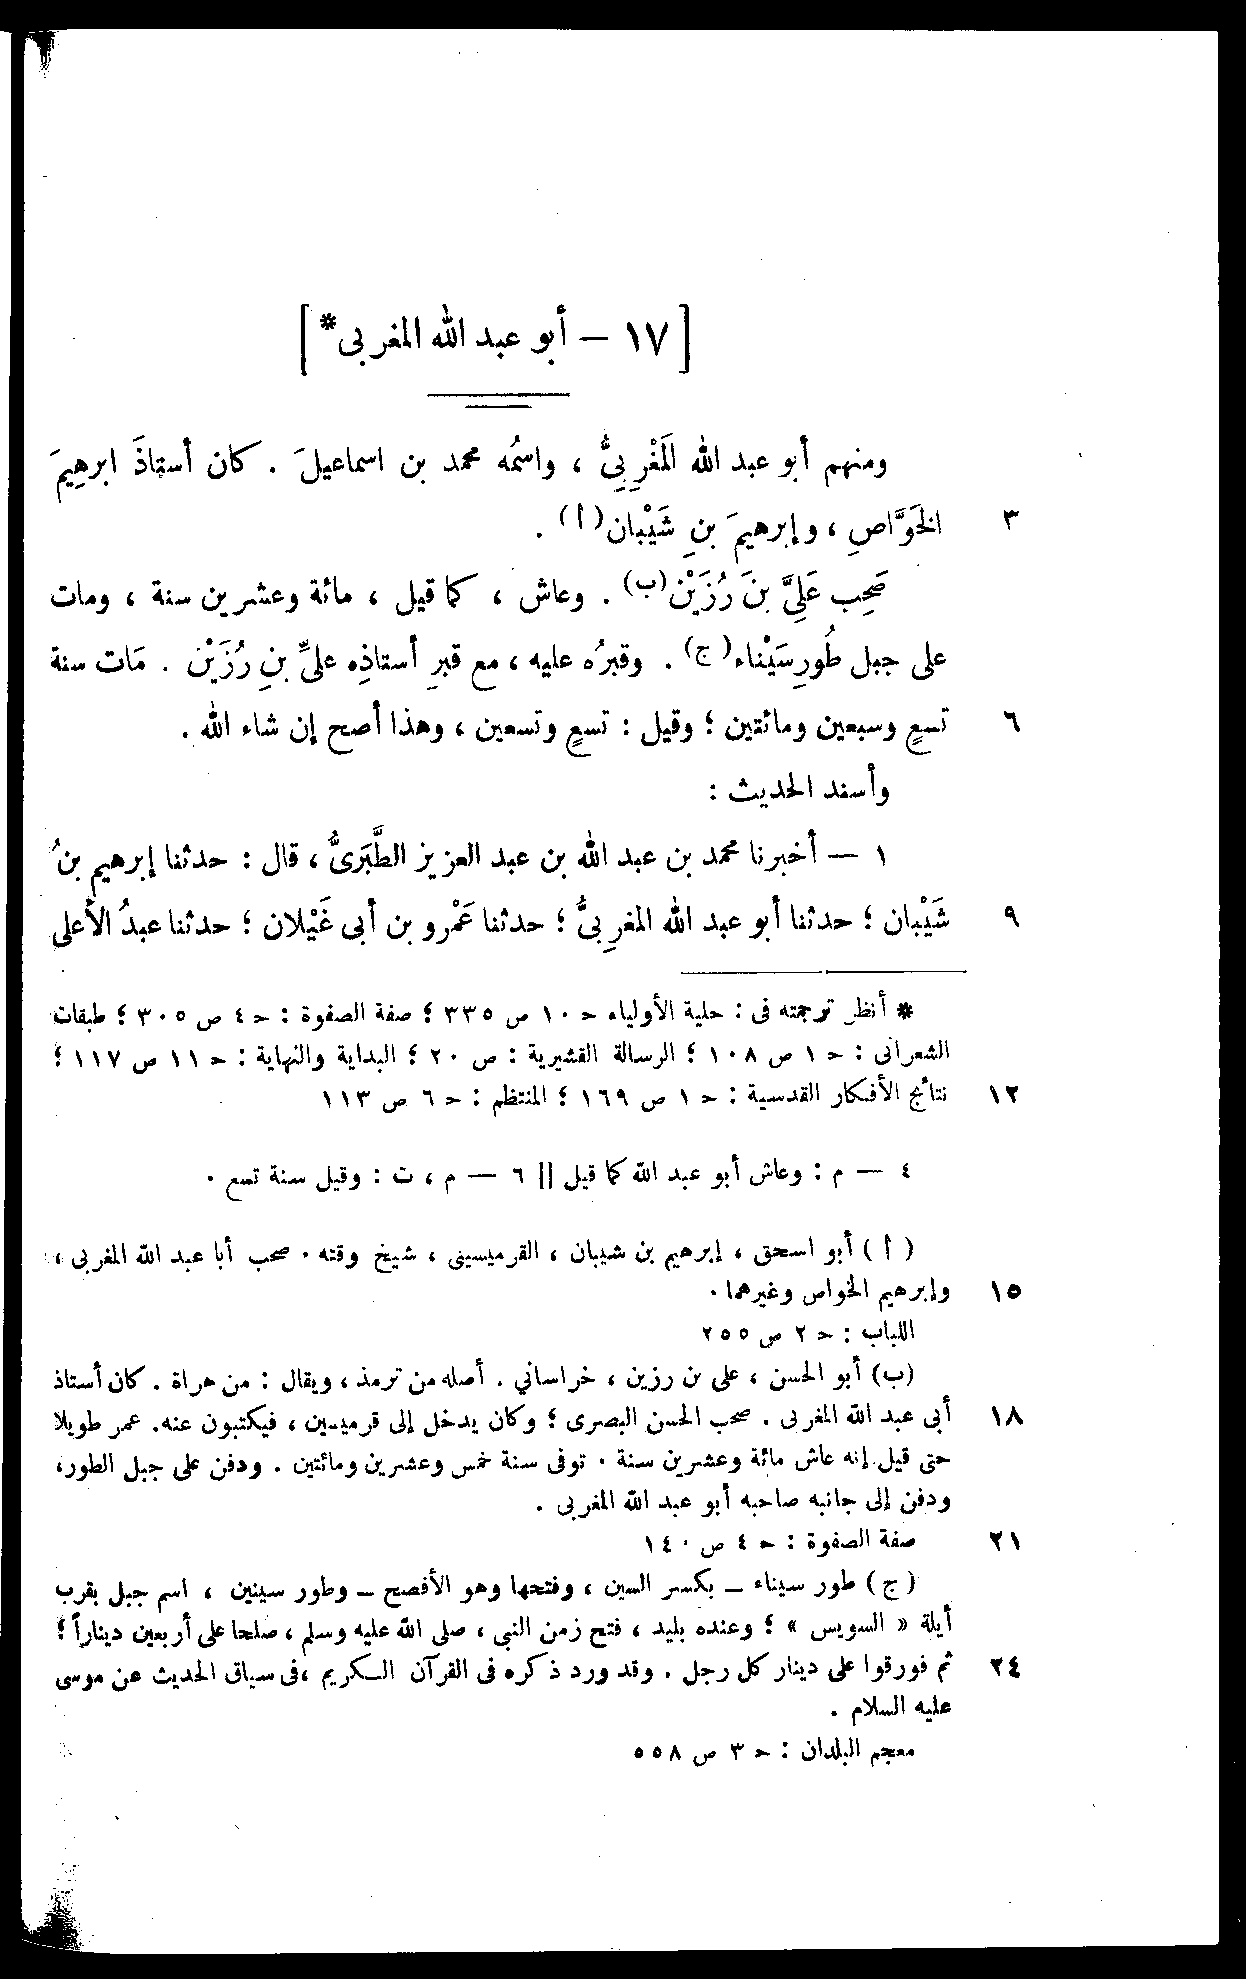 [ ١٧ — أبو عبد الله المغربى* ]
ومنهم أبو عبد الله المَغْرِبِىُّ ، واسمُه محمد بن اسماعيلَ . كان أستاذَ ابرهيمَ
٣ الخَوَّاصِ ، وإبرهيمَ بنِ شَيْبان(أ) .
صَحِب عَلِىَّ بنَ رُزَيْن(ب) . وعاش ، كما قيل ، مائة وعشرين سنة ، ومات
على جبل طُورِ سَيْناء(ج) . وقبرُه عليه ، مع قبرِ أستاذِه علىِّ بنِ رُزَيْن . مَات سنة
٦ تسعٍ وسبعين ومائتين ؛ وقيل : تسعٍ وتسعين ، وهذا أصح إن شاء الله .
وأسند الحديث :
١ — أخبرنا محمد بن عبد الله بن عبد العزيز الطَّبَرىُّ ، قال : حدثنا إبرهيم بنُ
٩ شَيْبان ؛ حدثنا أبو عبد الله المغرِبىُّ ؛ حدثنا عَمْرو بن أبى غَيْلان ؛ حدثنا عبدُ الأعلى
* أنظر ترجمته فى : حلية الأولياء ح ١٠ ص ٣٣٥ ؛ صفة الصفوة : ح ٤ ص ٣٠٥ ؛ طبقات
الشعرانى : ح ١ ص ١٠٨ ؛ الرسالة القشيرية : ص ٢٠ ؛ البداية والنهاية : ح ١١ ص ١١٧ ؛
١٢ نتائج الأفكار القدسية : ح ١ ص ١٦٩ ؛ المنتظم : ح ٦ ص ١١٣
٤ — م : وعاش أبو عبد الله كما قيل || ٦ — م ، ت : وقيل سنة تسع .
( أ ) أبو اسحق ، إبرهيم بن شيبان ، القرميسينى ، شيخ وقته . صحب أبا عبد الله المغربى ،
١٥ وإبرهيم الخواص وغيرهما .
اللباب : ح ٢ ص ٢٥٥
(ب) أبو الحسن ، على بن رزين ، خراساني . أصله من ترمذ ، ويقال : من هراة . كان أستاذ
١٨ أبى عبد الله المغربى . صحب الحسن البصرى ؛ وكان يدخل إلى قرميسين ، فيكتبون عنه. عمر طويلا
حتى قيل إنه عاش مائة وعشرين سنة . توفى سنة خمس وعشرين ومائتين . ودفن على جبل الطور،
ودفن إلى جانبه صاحبه أبو عبد الله المغربى .
٢١ صفة الصفوة : ح ٤ ص ١٤٠
( ج ) طور سيناء – بكسر السين ، وفتحها وهو الأفصح – وطور سينين ، اسم جبل بقرب
أيلة « السويس » ؛ وعنده بليد ، فتح زمن النبى ، صلى الله عليه وسلم ، صلحا على أربعين ديناراً ؛
٢٤ ثم فورقوا على دينار كل رجل . وقد ورد ذكره فى القرآن الكريم ، فى سياق الحديث عن موسى
عليه السلام .
معجم البلدان : ح ٣ ص ٥٥٨